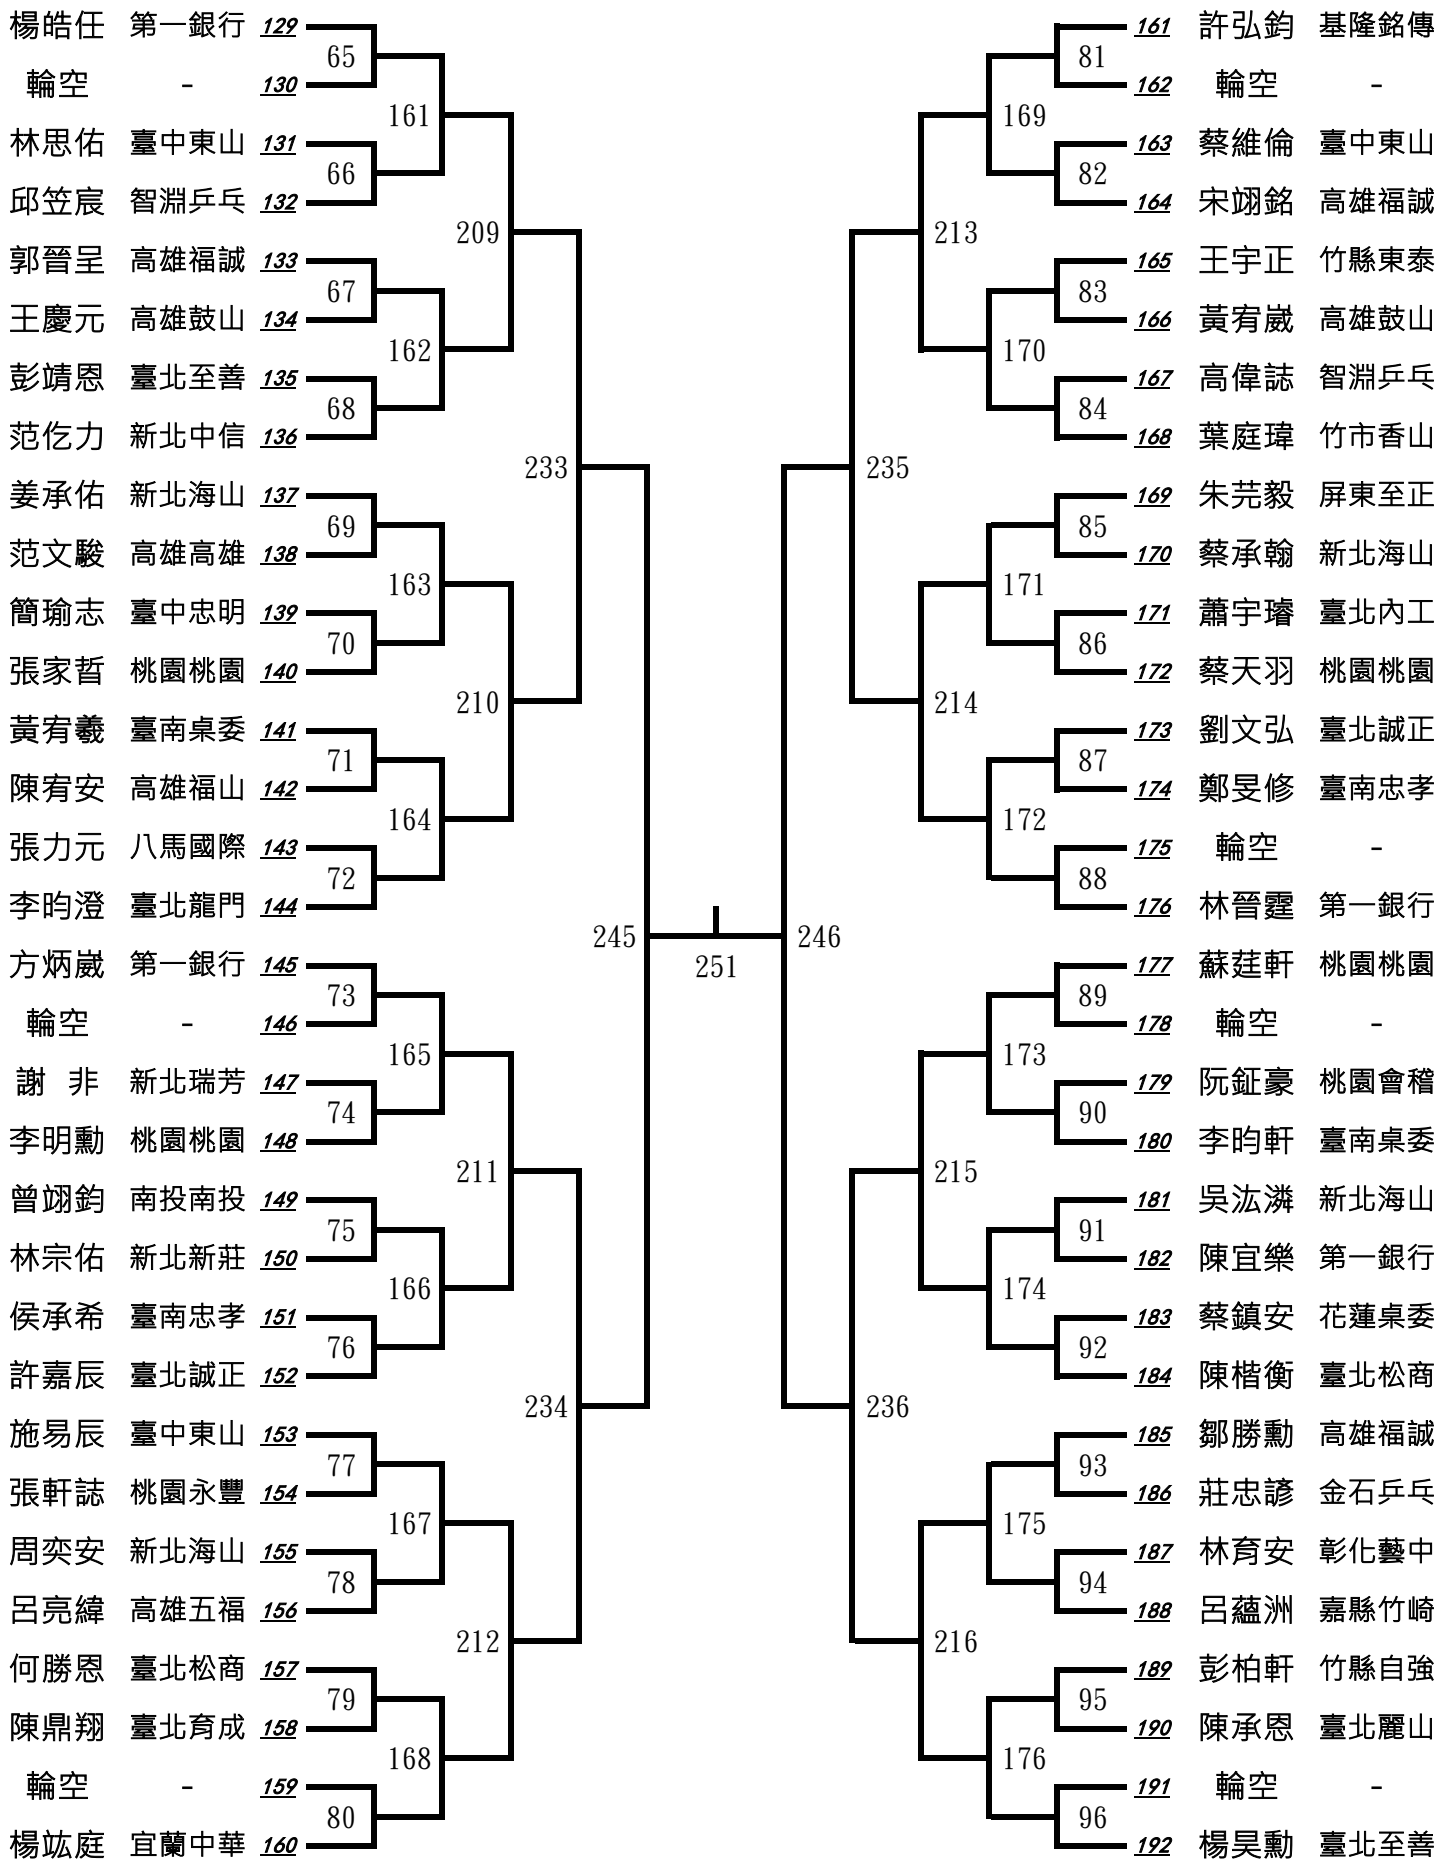 楊皓任 第一銀行 129
65
輪空 - 130
161
林思佑 臺中東山 131
66
邱笠宸 智淵乒乓 132
209
郭晉呈 高雄福誠 133
67
王慶元 高雄鼓山 134
162
彭靖恩 臺北至善 135
68
范仡力 新北中信 136
233
姜承佑 新北海山 137
69
范文駿 高雄高雄 138
163
簡瑜志 臺中忠明 139
70
張家哲 桃園桃園 140
210
黃宥羲 臺南桌委 141
71
陳宥安 高雄福山 142
164
張力元 八馬國際 143
72
李昀澄 臺北龍門 144
245
方炳崴 第一銀行 145
73
輪空 - 146
165
謝 非 新北瑞芳 147
74
李明勳 桃園桃園 148
211
曾翊鈞 南投南投 149
75
林宗佑 新北新莊 150
166
侯承希 臺南忠孝 151
76
許嘉辰 臺北誠正 152
234
施易辰 臺中東山 153
77
張軒誌 桃園永豐 154
167
周奕安 新北海山 155
78
呂亮緯 高雄五福 156
212
何勝恩 臺北松商 157
79
陳鼎翔 臺北育成 158
168
輪空 - 159
80
楊竑庭 宜蘭中華 160
251
161 許弘鈞 基隆銘傳
81
162 輪空 -
169
163 蔡維倫 臺中東山
82
164 宋翊銘 高雄福誠
213
165 王宇正 竹縣東泰
83
166 黃宥崴 高雄鼓山
170
167 高偉誌 智淵乒乓
84
168 葉庭瑋 竹市香山
235
169 朱芫毅 屏東至正
85
170 蔡承翰 新北海山
171
171 蕭宇璿 臺北內工
86
172 蔡天羽 桃園桃園
214
173 劉文弘 臺北誠正
87
174 鄭旻修 臺南忠孝
172
175 輪空 -
88
176 林晉霆 第一銀行
246
177 蘇莛軒 桃園桃園
89
178 輪空 -
173
179 阮鉦豪 桃園會稽
90
180 李昀軒 臺南桌委
215
181 吳汯潾 新北海山
91
182 陳宜樂 第一銀行
174
183 蔡鎮安 花蓮桌委
92
184 陳楷衡 臺北松商
236
185 鄒勝勳 高雄福誠
93
186 莊忠諺 金石乒乓
175
187 林育安 彰化藝中
94
188 呂蘊洲 嘉縣竹崎
216
189 彭柏軒 竹縣自強
95
190 陳承恩 臺北麗山
176
191 輪空 -
96
192 楊昊勳 臺北至善